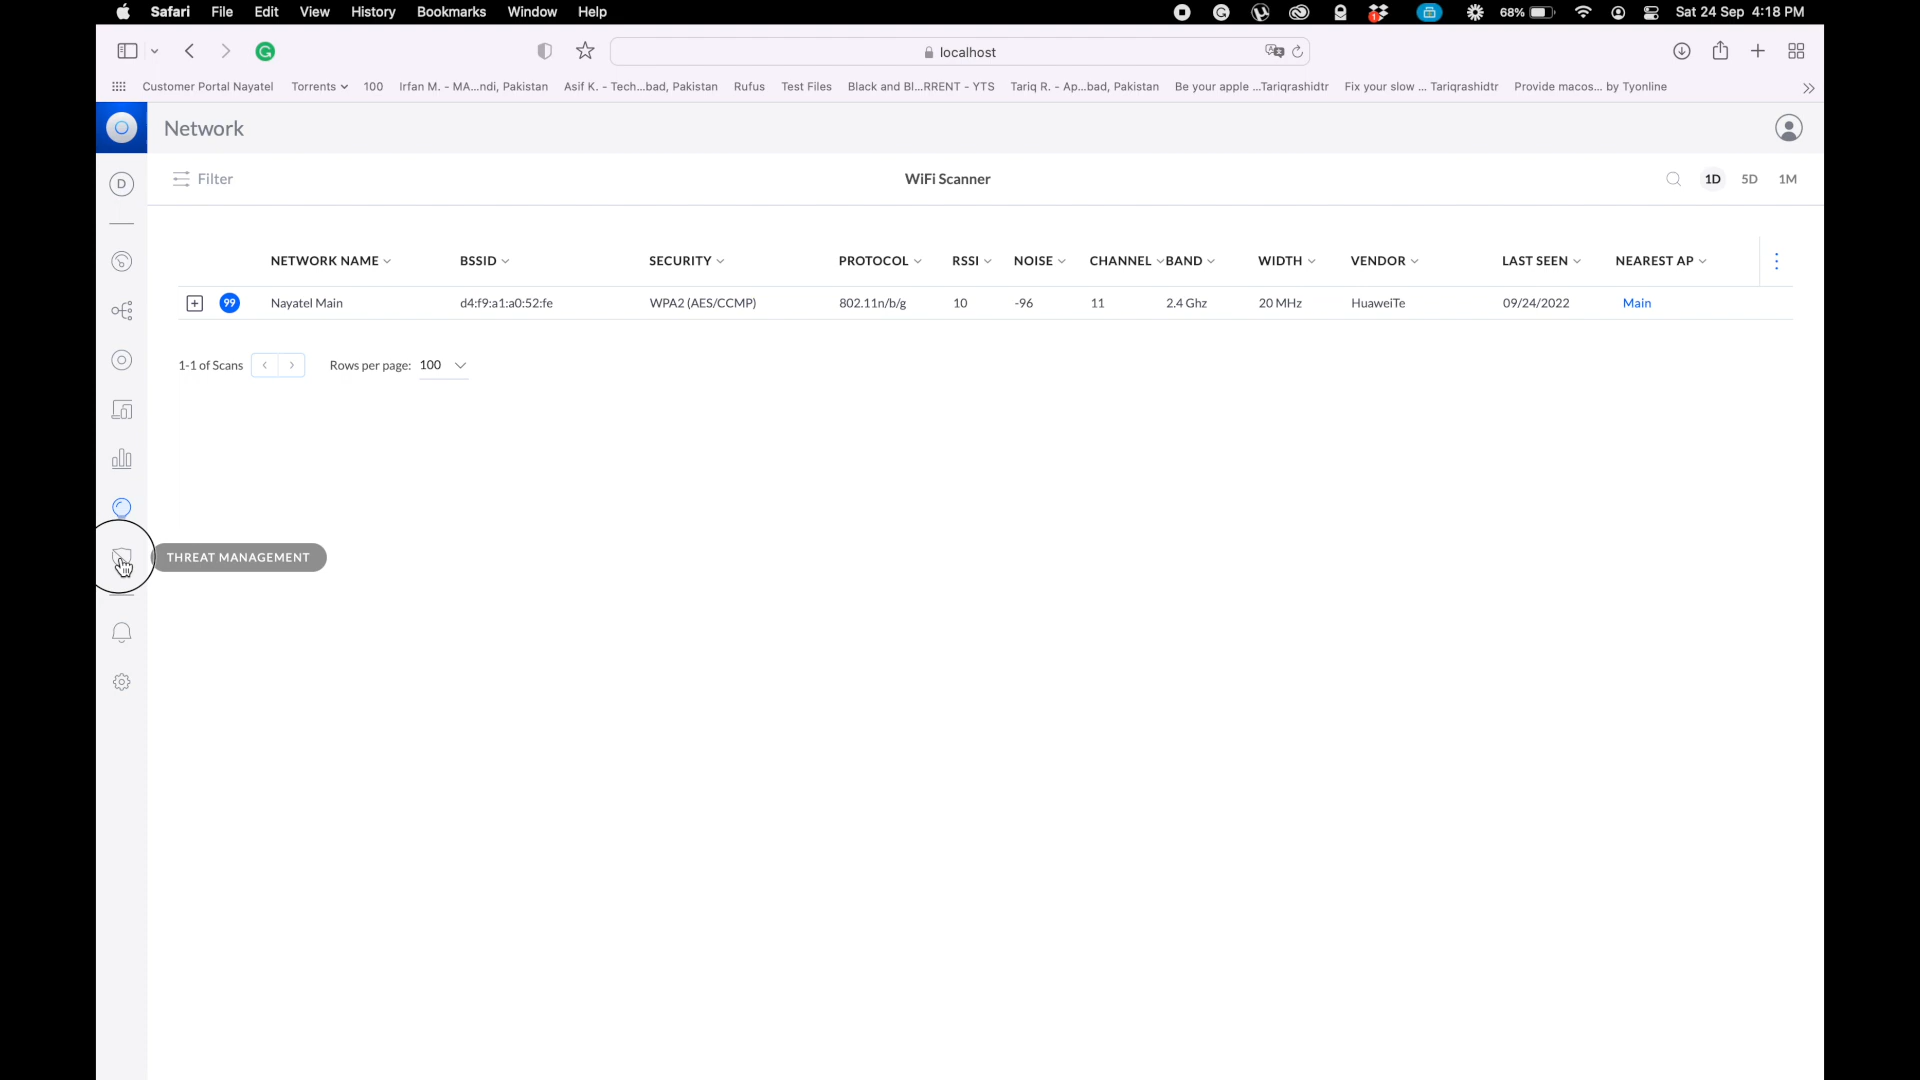 Safari File Edit View History Bookmarks Window Help 1 68% Sat 24 Sep 4:18 PM
localhost
Customer Portal Nayatel Torrents 100 Irfan M. - MA...ndi, Pakistan Asif K. - Tech...bad, Pakistan Rufus Test Files Black and Bl...RRENT - YTS Tariq R. - Ap...bad, Pakistan Be your apple ...Tariqrashidtr Fix your slow ... Tariqrashidtr Provide macos... by Tyonline
Network
D
Filter WiFi Scanner 1D 5D 1M
NETWORK NAME BSSID SECURITY PROTOCOL RSSI NOISE CHANNEL BAND WIDTH VENDOR LAST SEEN NEAREST AP
99 Nayatel Main d4:f9:a1:a0:52:fe WPA2 (AES/CCMP) 802.11n/b/g 10 -96 11 2.4 Ghz 20 MHz HuaweiTe 09/24/2022 Main
1-1 of Scans Rows per page: 100
THREAT MANAGEMENT